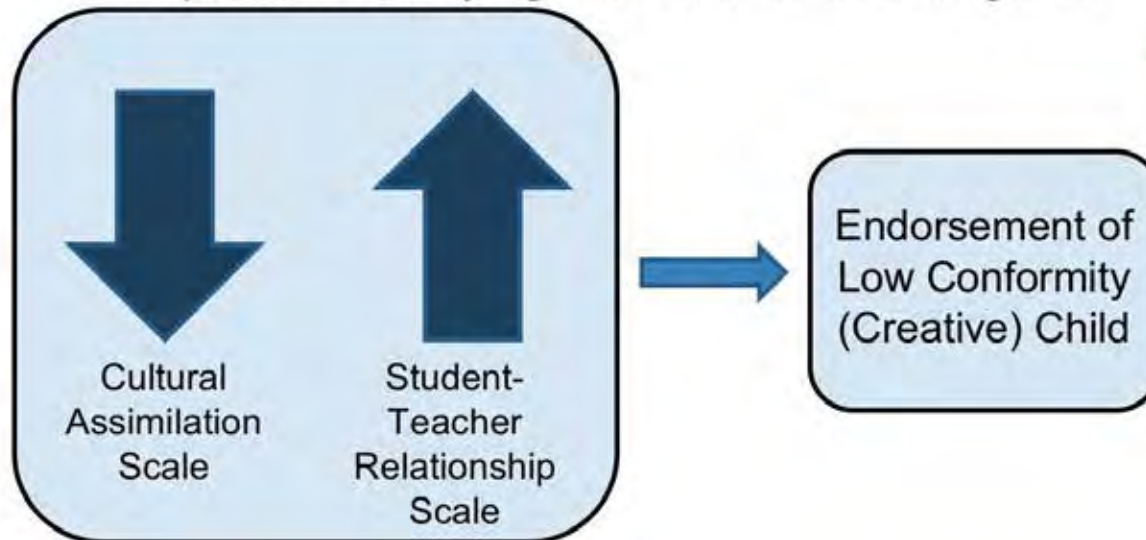 Cultural
Assimilation
Scale
Student-
Teacher
Relationship
Scale
Endorsement of
Low Conformity
(Creative) Child